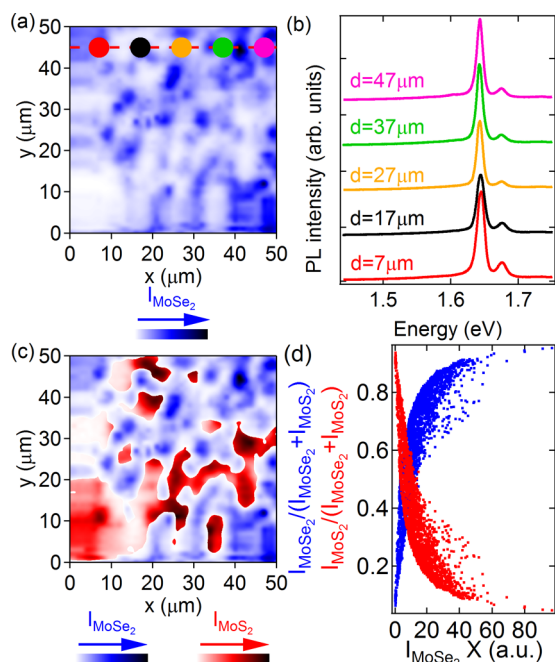 (a)
50
40
30
20
10
0
y (μm)
0 10 20 30 40 50
x (μm)
I_MoSe₂
(b)
PL intensity (arb. units)
d=47μm
d=37μm
d=27μm
d=17μm
d=7μm
1.5 1.6 1.7
Energy (eV)
(c)
50
40
30
20
10
0
y (μm)
0 10 20 30 40 50
x (μm)
I_MoSe₂ I_MoS₂
(d)
I_MoSe₂/(I_MoSe₂+I_MoS₂)
I_MoS₂/(I_MoSe₂+I_MoS₂)
0.8
0.6
0.4
0.2
0 20 40 60 80
I_MoSe₂ X (a.u.)